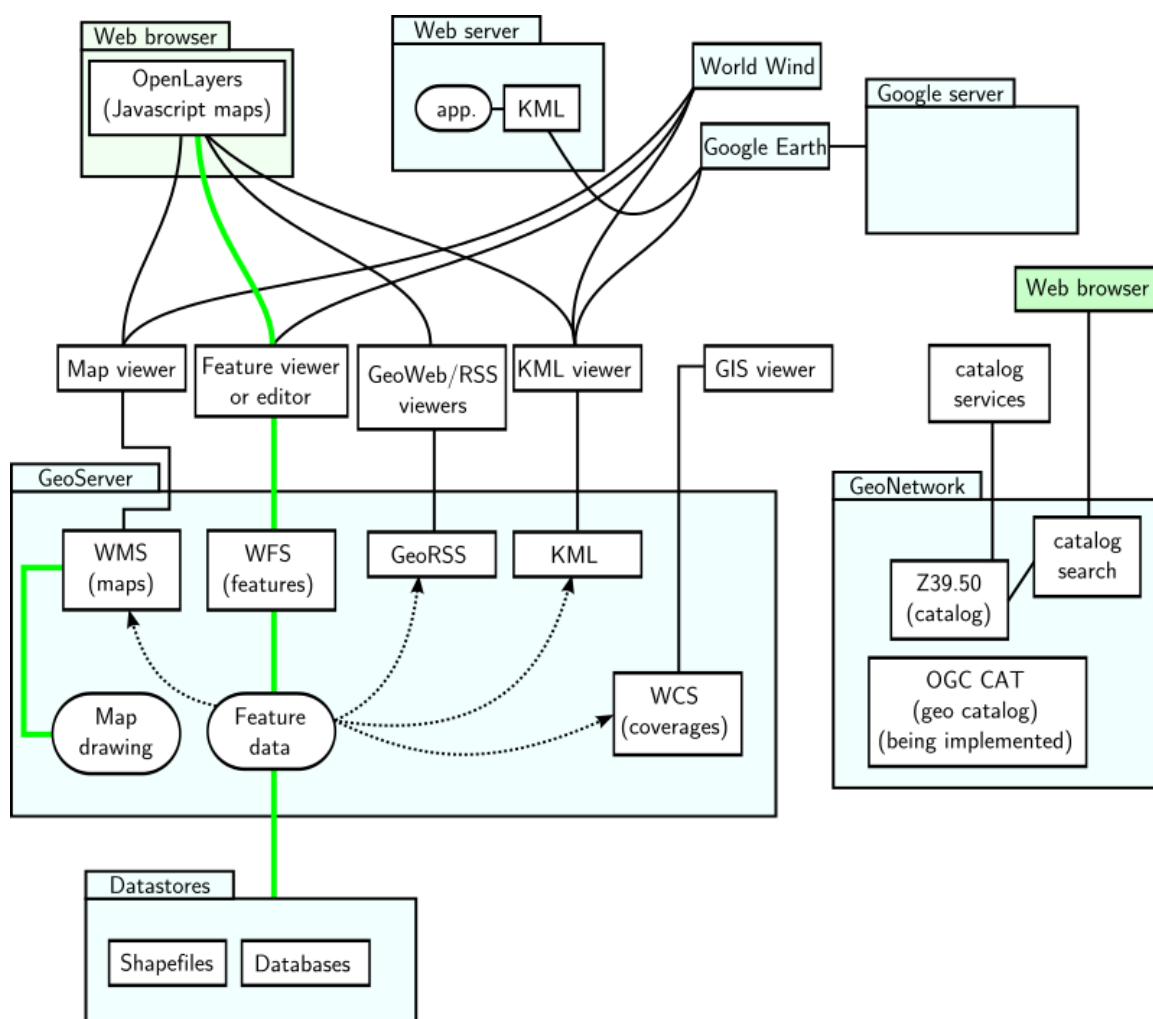 Web browser
OpenLayers
(Javascript maps)
Web server
app.
KML
World Wind
Google Earth
Google server
Web browser
Map viewer
Feature viewer
or editor
GeoWeb/RSS
viewers
KML viewer
GIS viewer
catalog
services
GeoServer
WMS
(maps)
WFS
(features)
GeoRSS
KML
Map
drawing
Feature
data
WCS
(coverages)
GeoNetwork
Z39.50
(catalog)
catalog
search
OGC CAT
(geo catalog)
(being implemented)
Datastores
Shapefiles
Databases